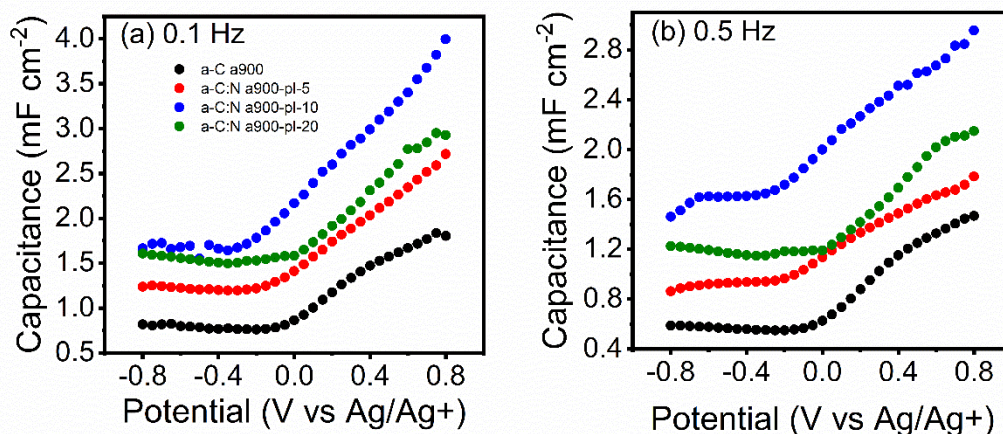 (a) 0.1 Hz
a-C a900
a-C:N a900-pl-5
a-C:N a900-pl-10
a-C:N a900-pl-20
Capacitance (mF cm-2)
4.0
3.5
3.0
2.5
2.0
1.5
1.0
0.5
-0.8 -0.4 0.0 0.4 0.8
Potential (V vs Ag/Ag+)
(b) 0.5 Hz
Capacitance (mF cm-2)
2.8
2.4
2.0
1.6
1.2
0.8
0.4
-0.8 -0.4 0.0 0.4 0.8
Potential (V vs Ag/Ag+)